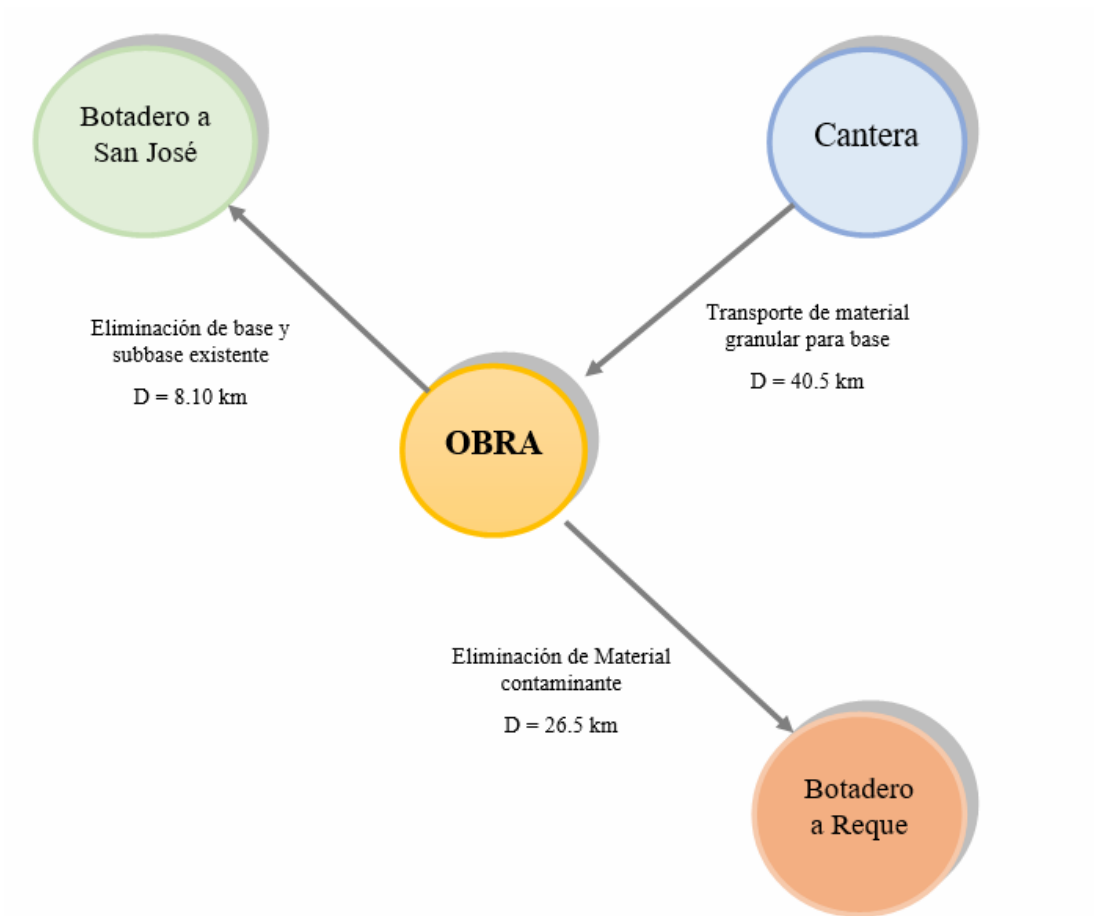 Botadero a
San José
Cantera
Eliminación de base y
subbase existente
D = 8.10 km
Transporte de material
granular para base
D = 40.5 km
OBRA
Eliminación de Material
contaminante
D = 26.5 km
Botadero
a Reque